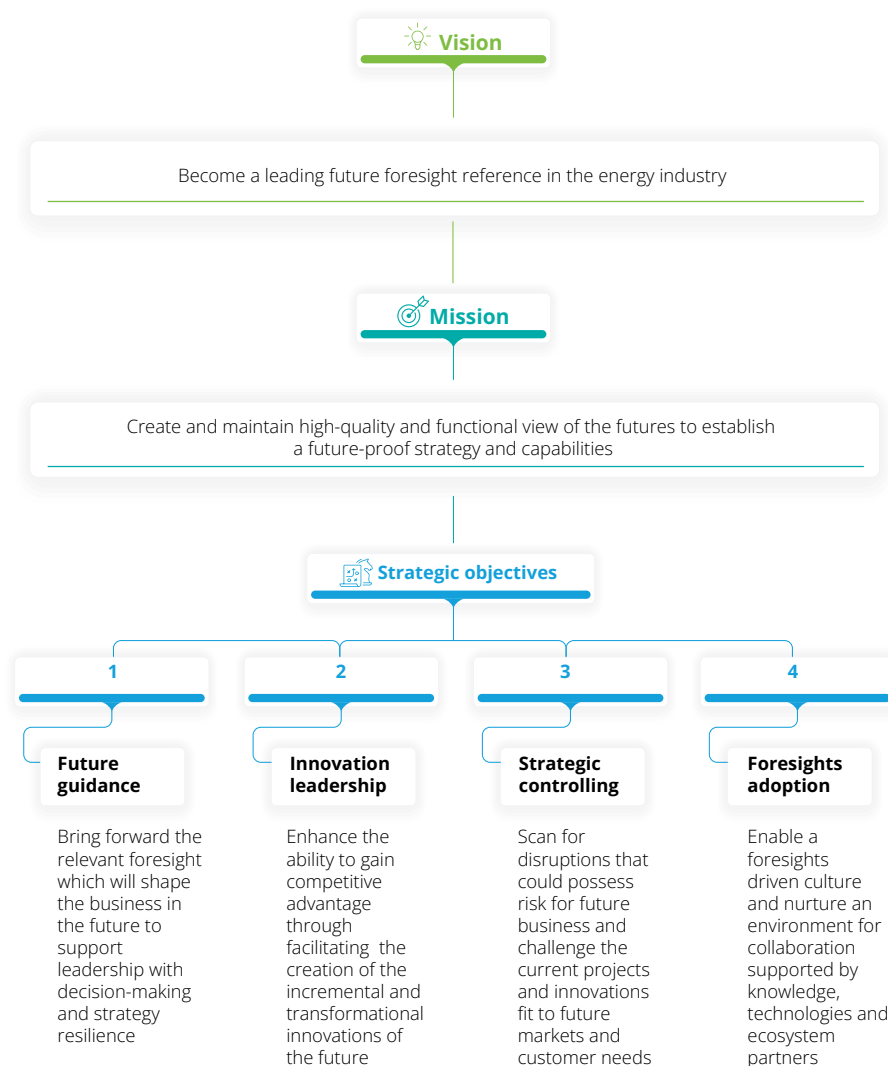 Vision
Become a leading future foresight reference in the energy industry
Mission
Create and maintain high-quality and functional view of the futures to establish
a future-proof strategy and capabilities
Strategic objectives
1
Future
guidance
Bring forward the
relevant foresight
which will shape
the business in
the future to
support
leadership with
decision-making
and strategy
resilience
2
Innovation
leadership
Enhance the
ability to gain
competitive
advantage
through
facilitating  the
creation of the
incremental and
transformational
innovations of
the future
3
Strategic
controlling
Scan for
disruptions that
could possess
risk for future
business and
challenge the
current projects
and innovations
fit to future
markets and
customer needs
4
Foresights
adoption
Enable a
foresights
driven culture
and nurture an
environment for
collaboration
supported by
knowledge,
technologies and
ecosystem
partners